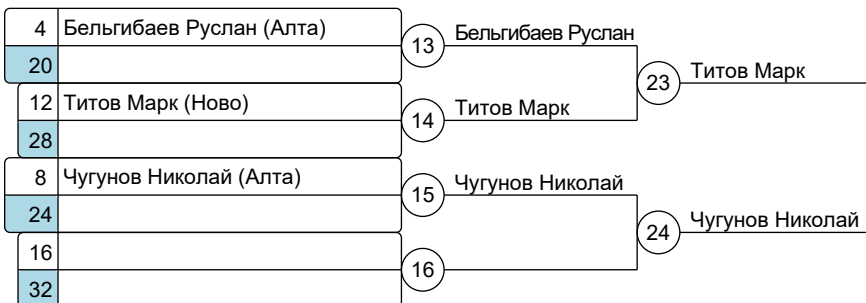 4 Бельгибаев Руслан (Алта)
13
Бельгибаев Руслан
20
23
Титов Марк
12 Титов Марк (Ново)
14
Титов Марк
28
8 Чугунов Николай (Алта)
15
Чугунов Николай
24
24
Чугунов Николай
16
16
32